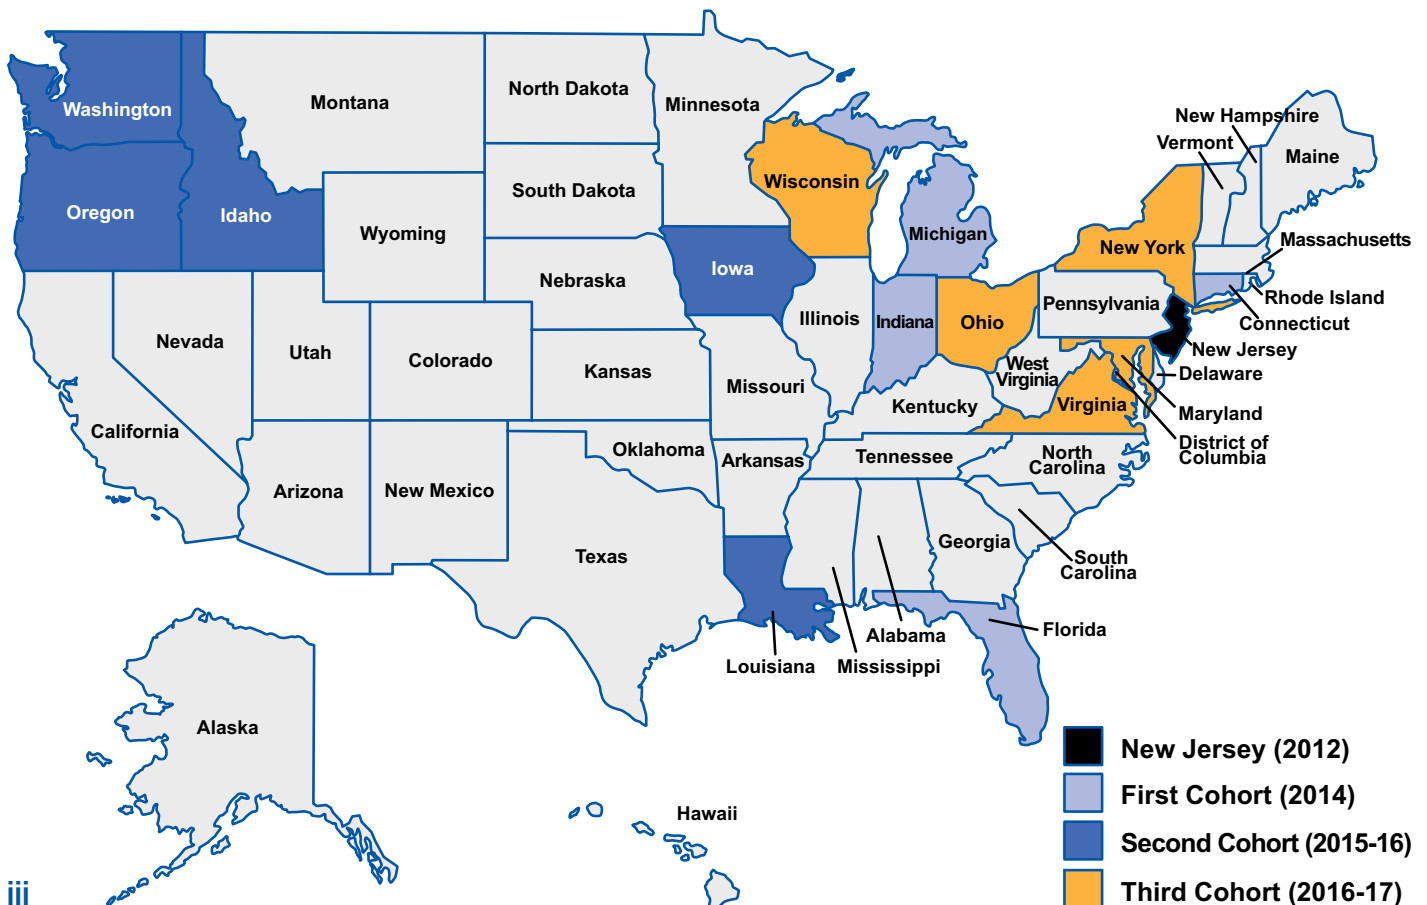 Washington
Montana
North Dakota
Minnesota
New Hampshire
Vermont
Maine
Oregon
Idaho
Wyoming
South Dakota
Wisconsin
Michigan
New York
Massachusetts
Iowa
Nebraska
Rhode Island
Connecticut
Pennsylvania
Nevada
Utah
Colorado
Kansas
Illinois
Indiana
Ohio
New Jersey
Delaware
West
Virginia
Missouri
Kentucky
Virginia
Maryland
California
District of
Columbia
Oklahoma
Arkansas
Tennessee
North
Carolina
Arizona
New Mexico
Texas
Georgia
South
Carolina
Alabama
Florida
Louisiana
Mississippi
Alaska
Hawaii
New Jersey (2012)
First Cohort (2014)
Second Cohort (2015-16)
Third Cohort (2016-17)
iii